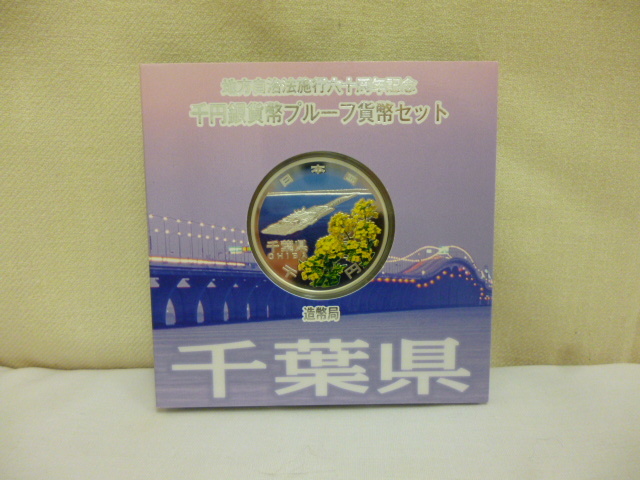 地方自治法施行六十周年記念
千円銀貨幣プルーフ貨幣セット
日本国
千葉県
CHIBA
千円
造幣局
千葉県